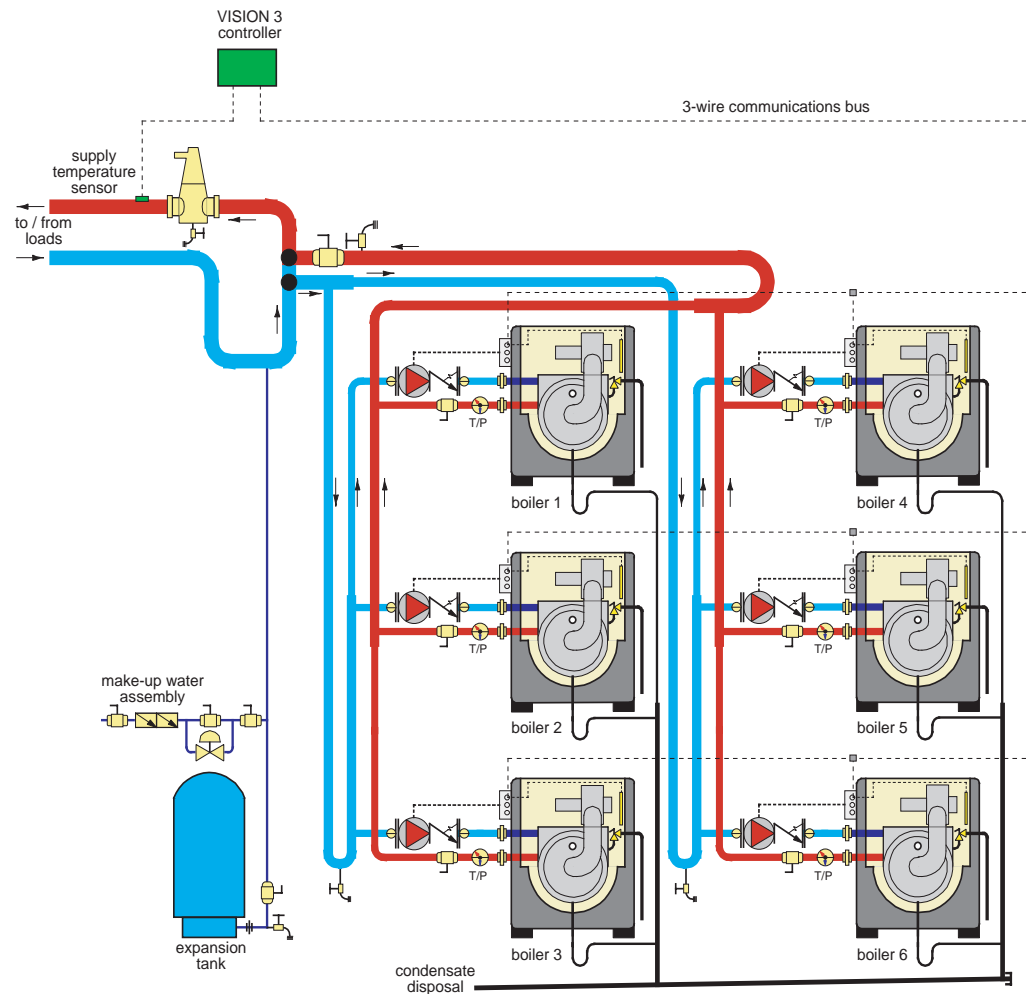 VISION 3
controller
3-wire communications bus
supply
temperature
sensor
to / from
loads
T/P
T/P
boiler 1
boiler 4
T/P
T/P
make-up water
assembly
boiler 2
boiler 5
T/P
T/P
expansion
tank
boiler 3
boiler 6
condensate
disposal